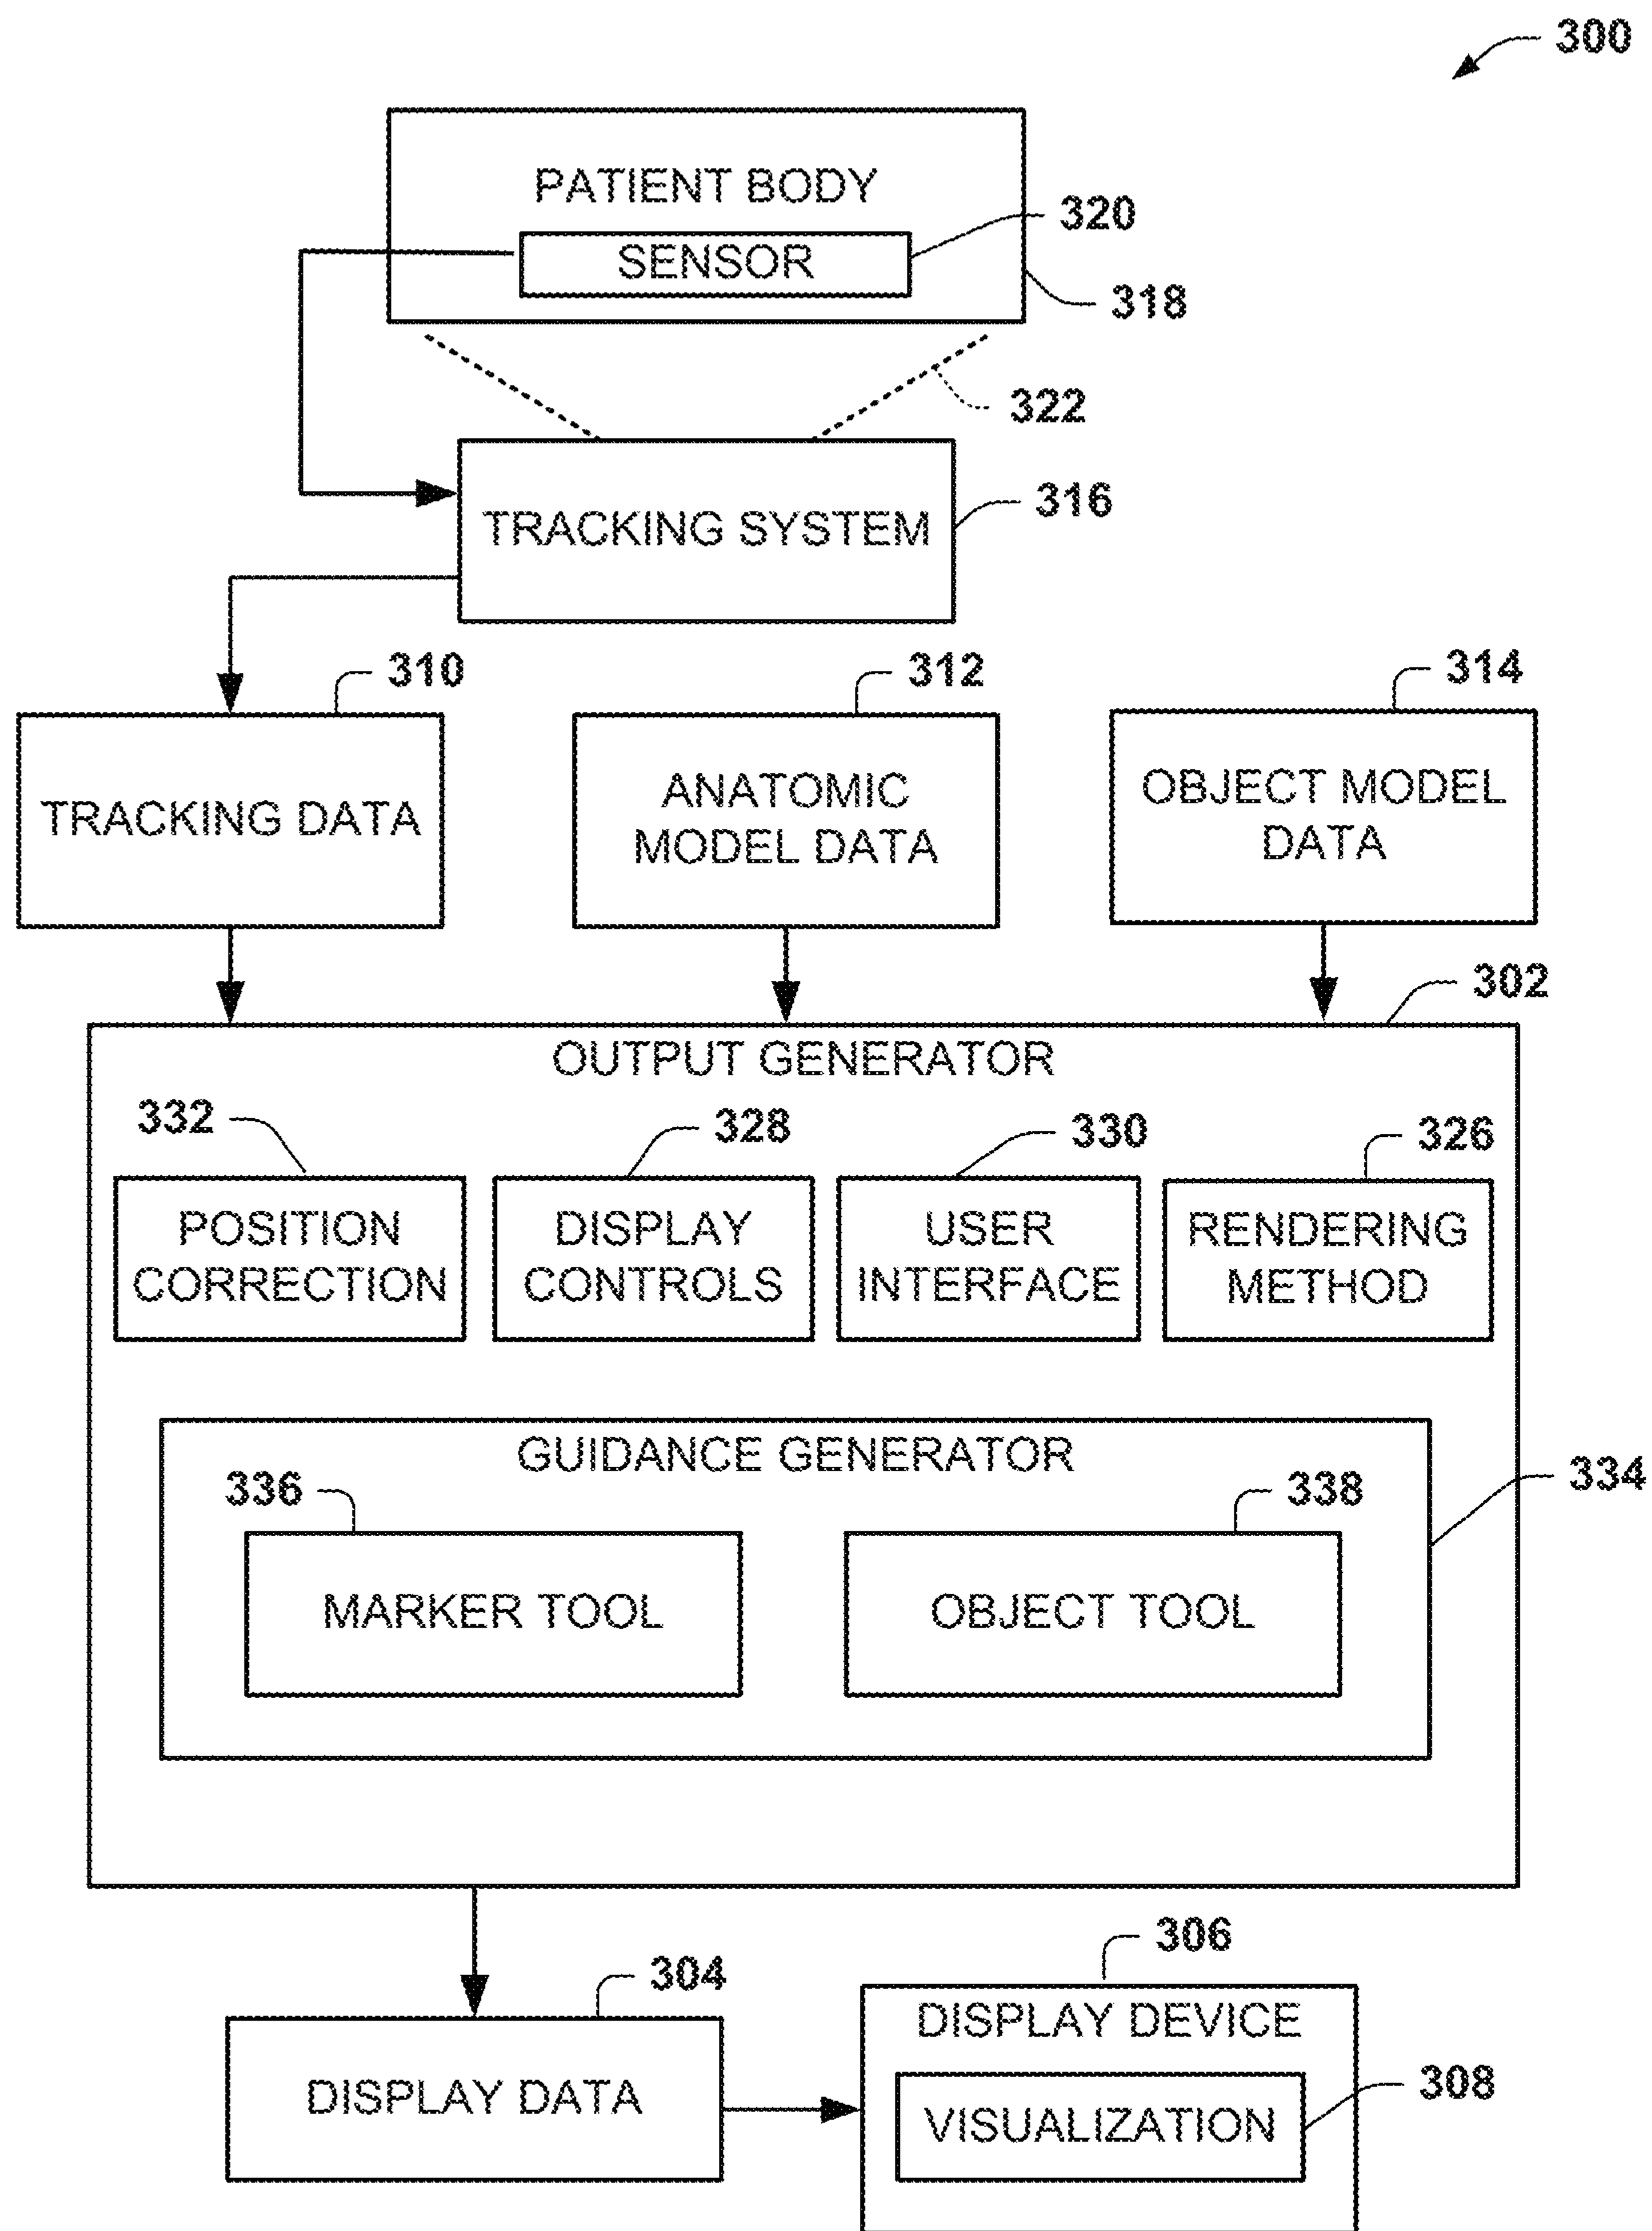 300
PATIENT BODY
320
SENSOR
318
322
316
TRACKING SYSTEM
310
312
314
TRACKING DATA
ANATOMIC
MODEL DATA
OBJECT MODEL
DATA
302
OUTPUT GENERATOR
332
328
330
326
POSITION
CORRECTION
DISPLAY
CONTROLS
USER
INTERFACE
RENDERING
METHOD
GUIDANCE GENERATOR
334
336
338
MARKER TOOL
OBJECT TOOL
306
304
DISPLAY DEVICE
DISPLAY DATA
308
VISUALIZATION